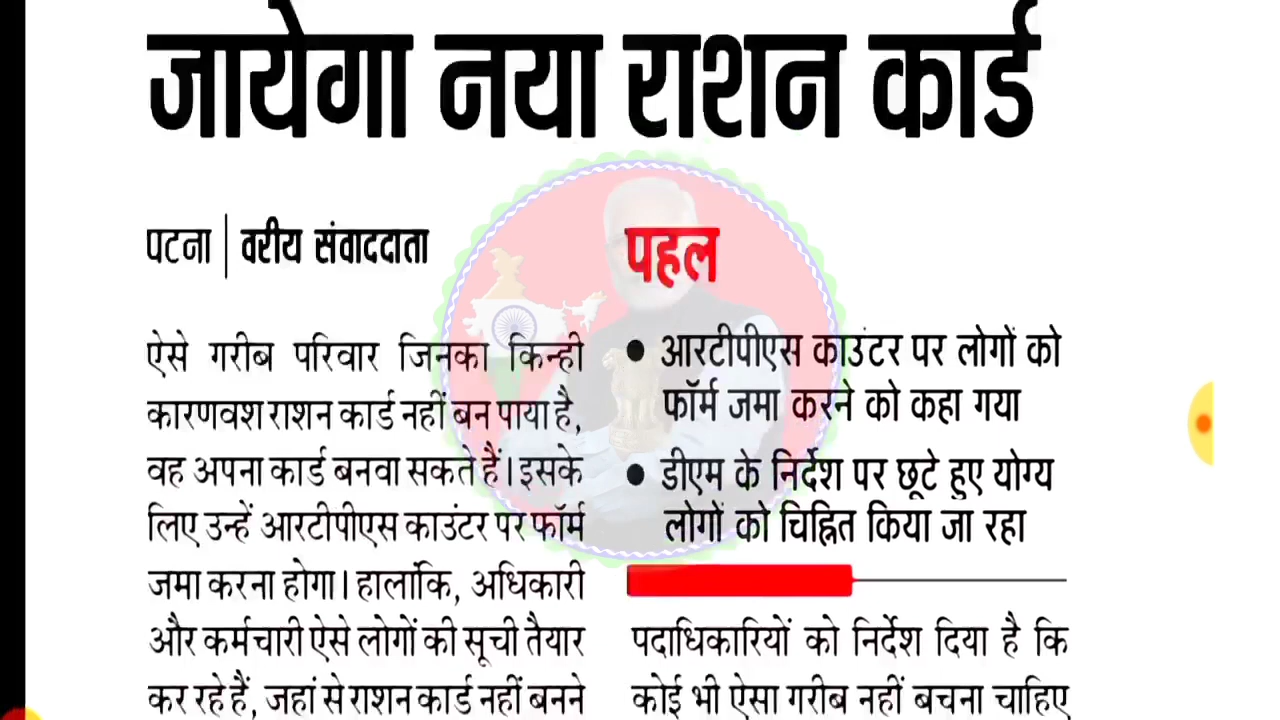 जायेगा नया राशन कार्ड
पटना | वरीय संवाददाता
ऐसे गरीब परिवार जिनका किन्ही
कारणवश राशन कार्ड नहीं बन पाया है,
वह अपना कार्ड बनवा सकते हैं। इसके
लिए उन्हें आरटीपीएस काउंटर पर फॉर्म
जमा करना होगा। हालांकि, अधिकारी
और कर्मचारी ऐसे लोगों की सूची तैयार
कर रहे हैं, जहां से राशन कार्ड नहीं बनने
पहल
• आरटीपीएस काउंटर पर लोगों को
फॉर्म जमा करने को कहा गया
• डीएम के निर्देश पर छूटे हुए योग्य
लोगों को चिह्नित किया जा रहा
पदाधिकारियों को निर्देश दिया है कि
कोई भी ऐसा गरीब नहीं बचना चाहिए